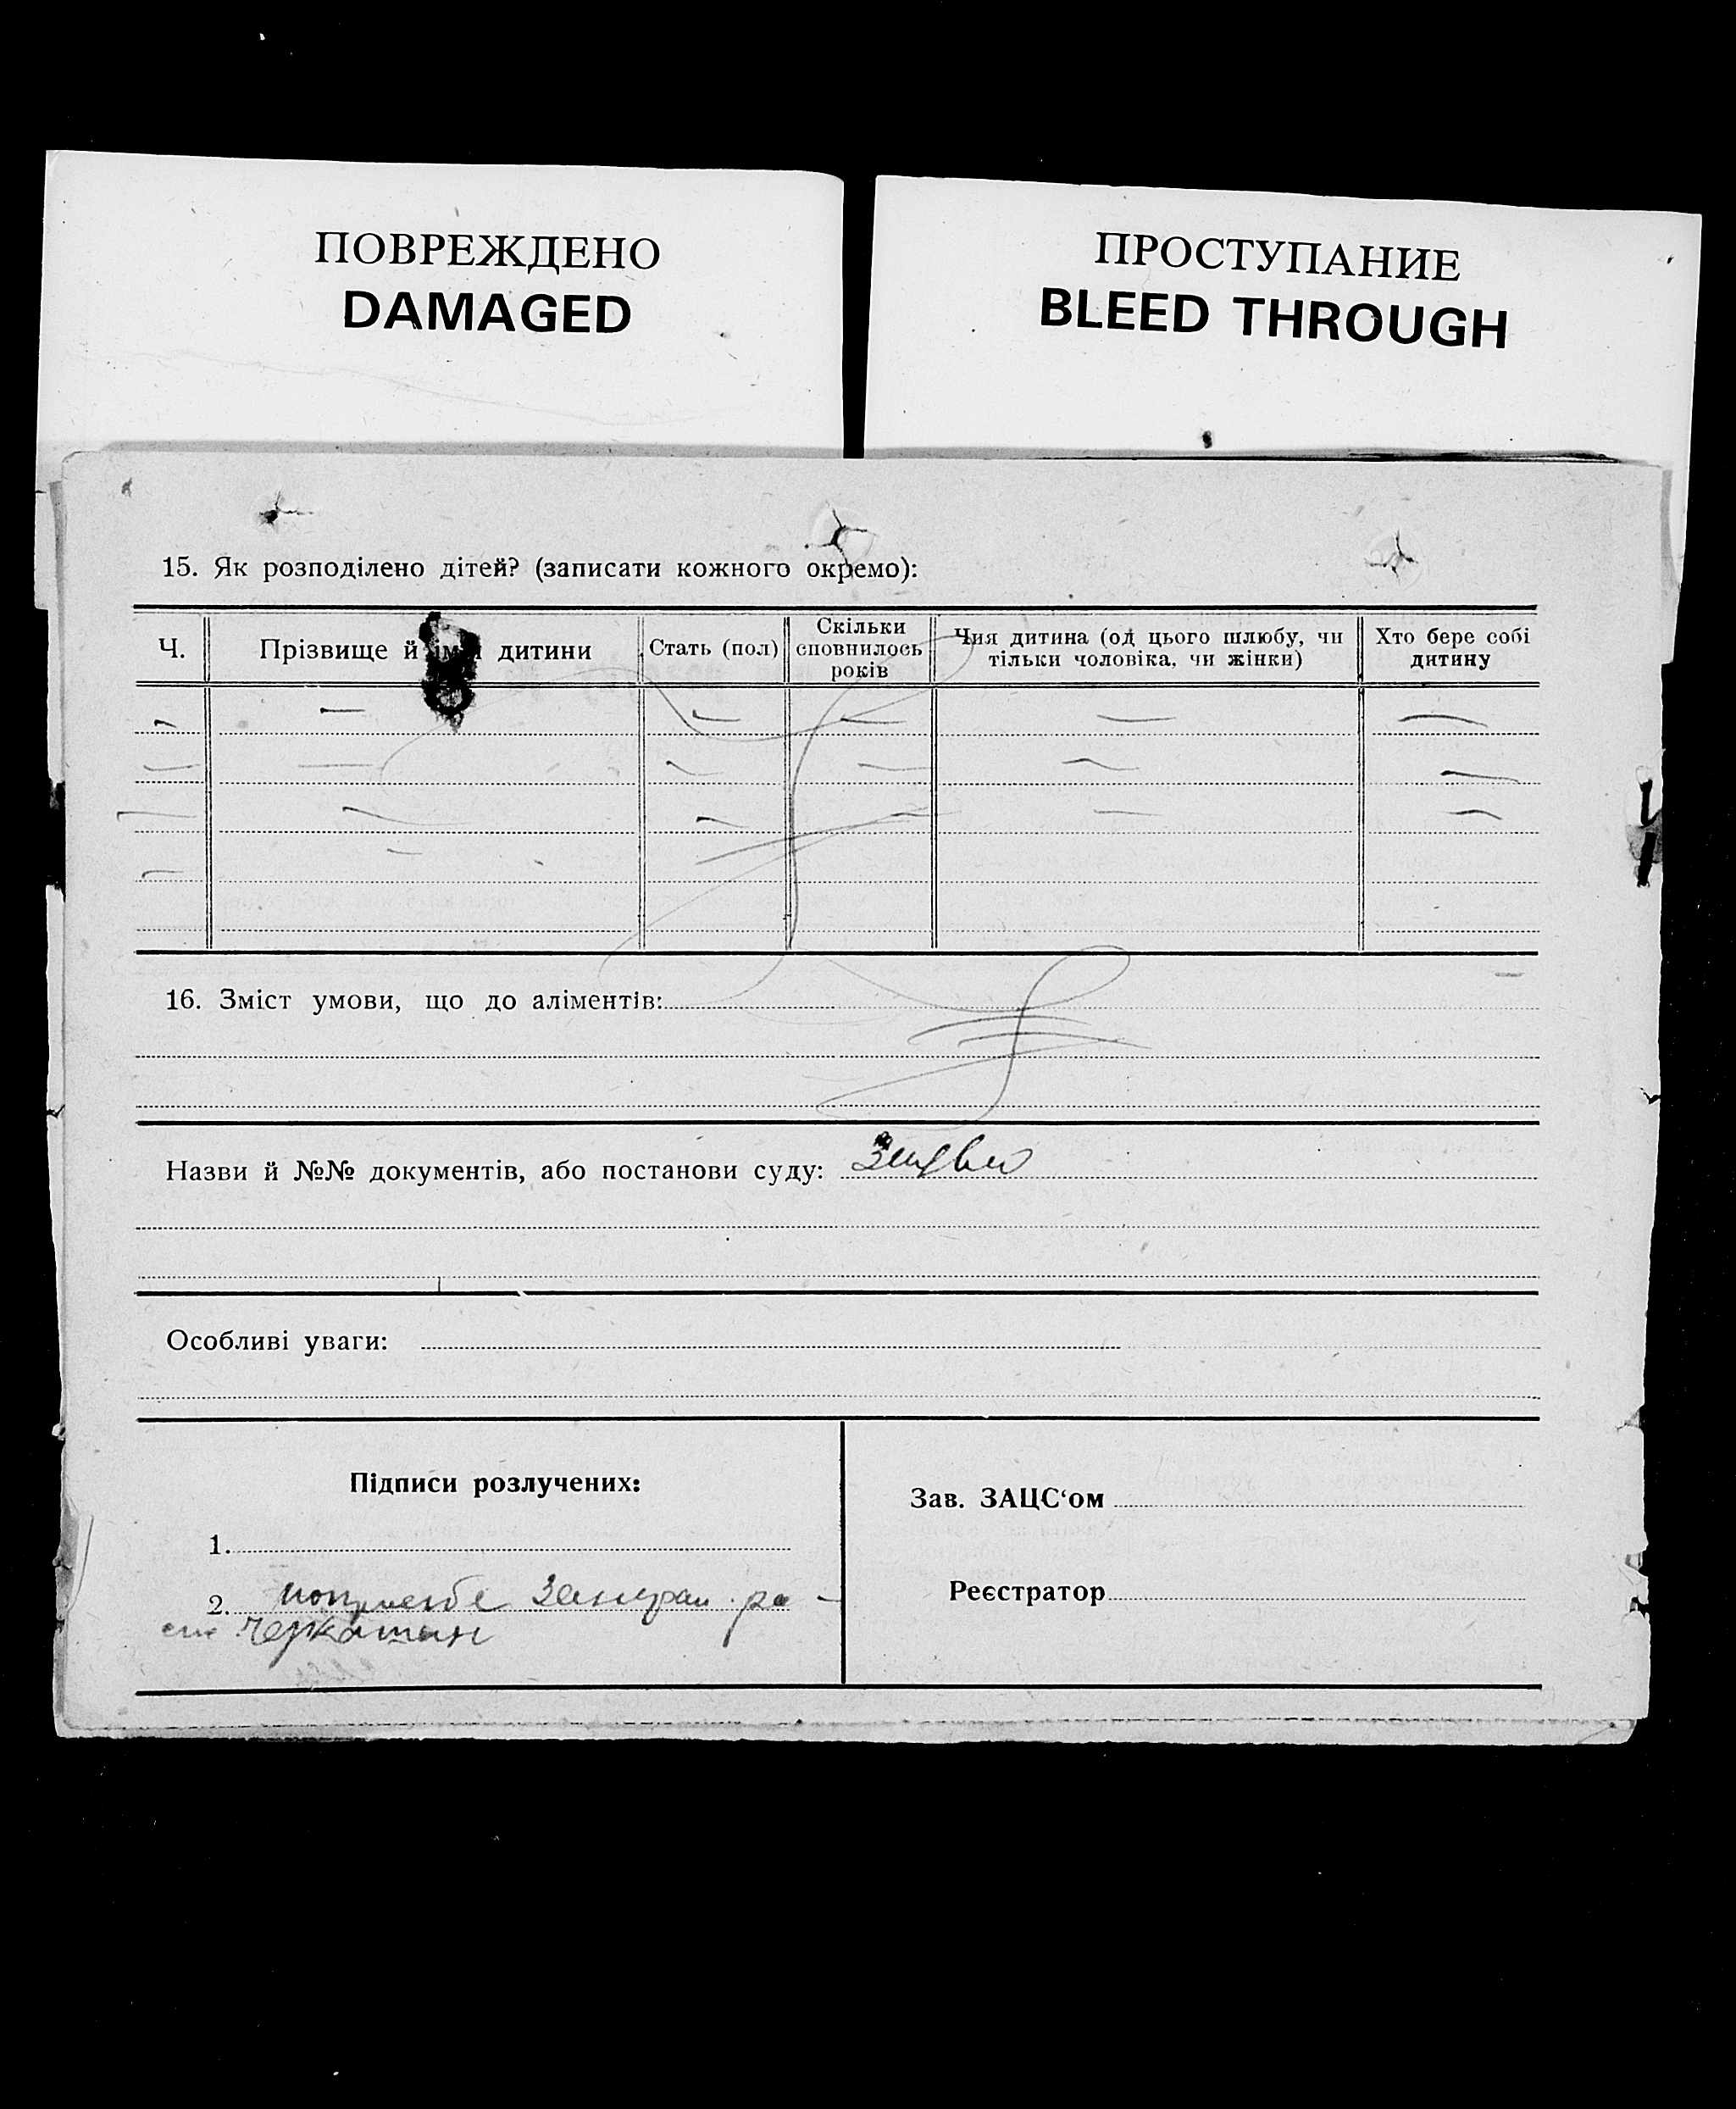 ПОВРЕЖДЕНО
DAMAGED
ПРОСТУПАНИЕ
BLEED THROUGH
15. Як розподілено дітей? (записати кожного окремо):
Ч.
Прізвище й ім'я дитини
Стать (пол)
Скільки
сповнилось
років
Чия дитина (од цього шлюбу, чи
тільки чоловіка, чи жінки)
Хто бере собі
дитину
16. Зміст умови, що до аліментів:
Назви й №№ документів, або постанови суду:
Особливі уваги:
Підписи розлучених:
1.
2.
Зав. ЗАЦС‘ом
Реєстратор